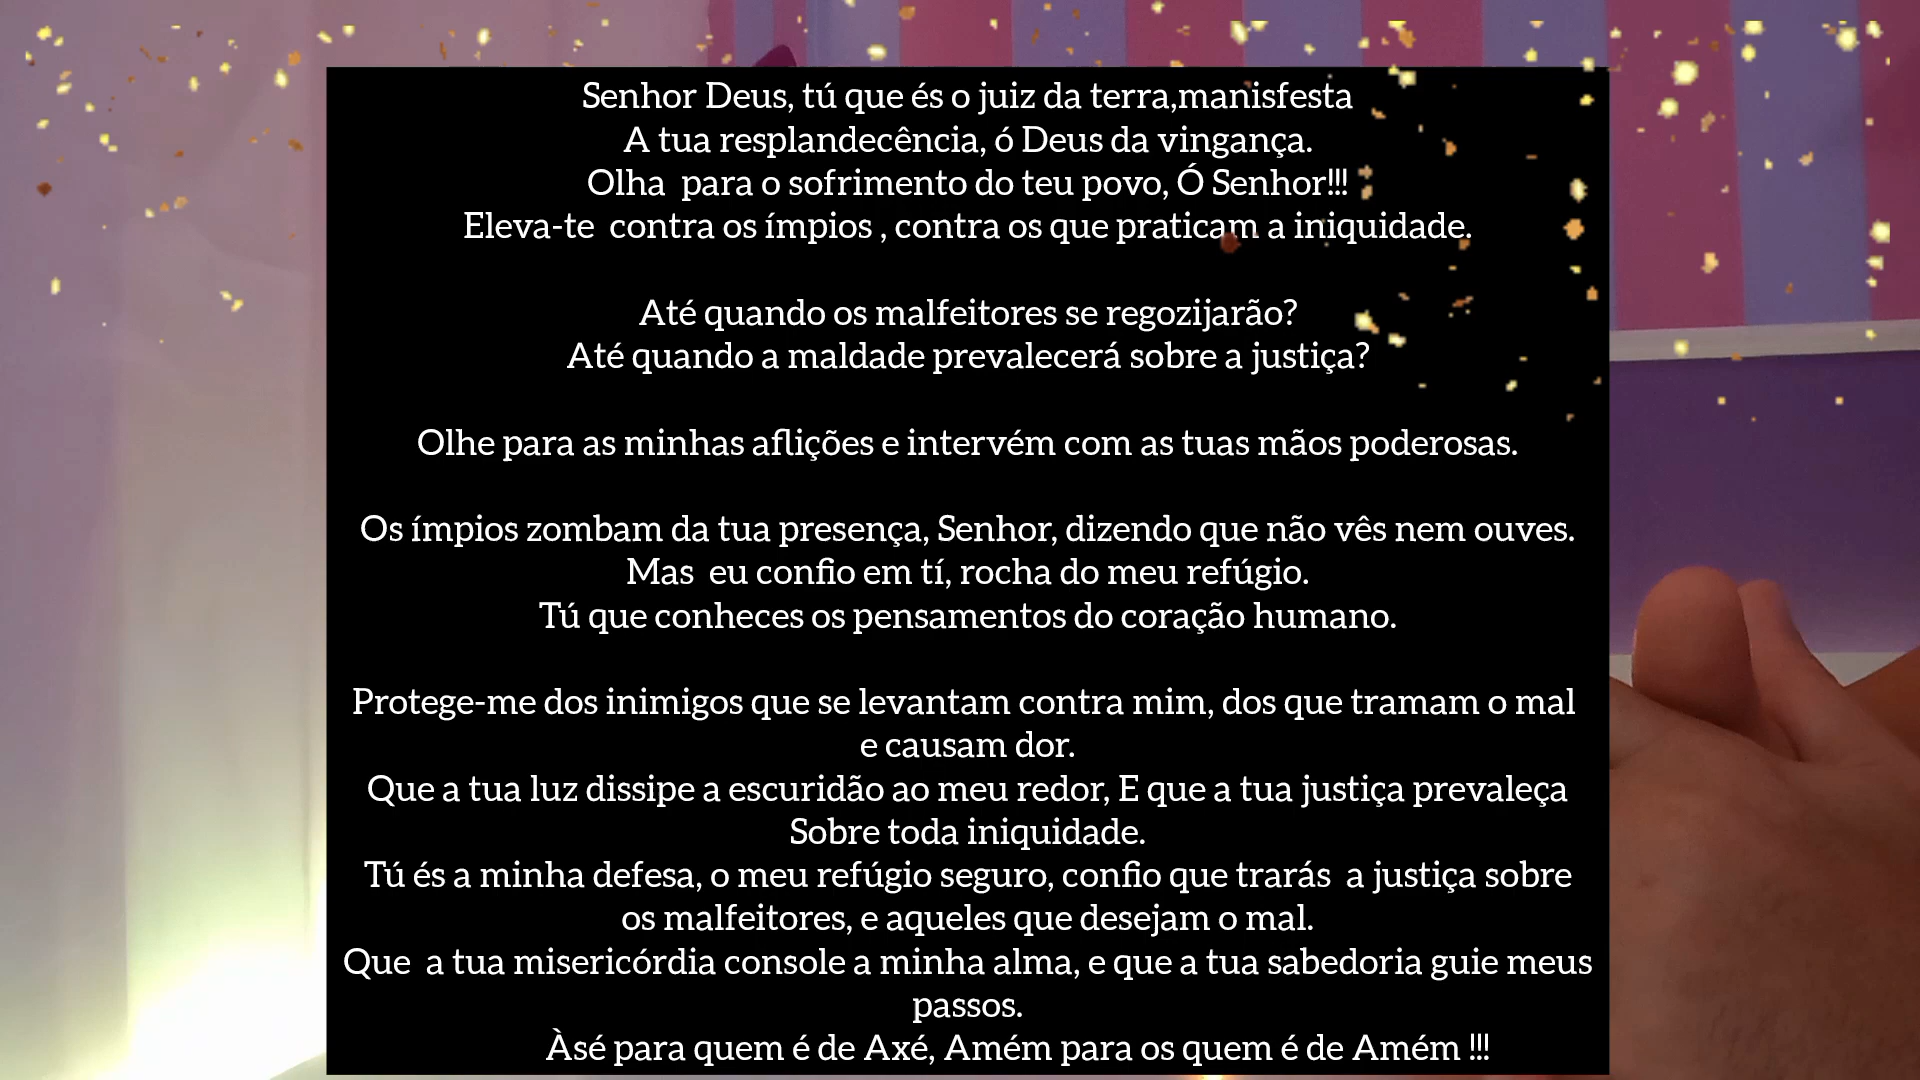 Senhor Deus, tú que és o juiz da terra,manisfesta
A tua resplandecência, ó Deus da vingança.
Olha  para o sofrimento do teu povo, Ó Senhor!!!
Eleva-te  contra os ímpios , contra os que praticam a iniquidade.
Até quando os malfeitores se regozijarão?
Até quando a maldade prevalecerá sobre a justiça?
Olhe para as minhas aflições e intervém com as tuas mãos poderosas.
Os ímpios zombam da tua presença, Senhor, dizendo que não vês nem ouves.
Mas  eu confio em tí, rocha do meu refúgio.
Tú que conheces os pensamentos do coração humano.
Protege-me dos inimigos que se levantam contra mim, dos que tramam o mal
e causam dor.
Que a tua luz dissipe a escuridão ao meu redor, E que a tua justiça prevaleça
Sobre toda iniquidade.
Tú és a minha defesa, o meu refúgio seguro, confio que trarás  a justiça sobre
os malfeitores, e aqueles que desejam o mal.
Que  a tua misericórdia console a minha alma, e que a tua sabedoria guie meus
passos.
Àsé para quem é de Axé, Amém para os quem é de Amém !!!